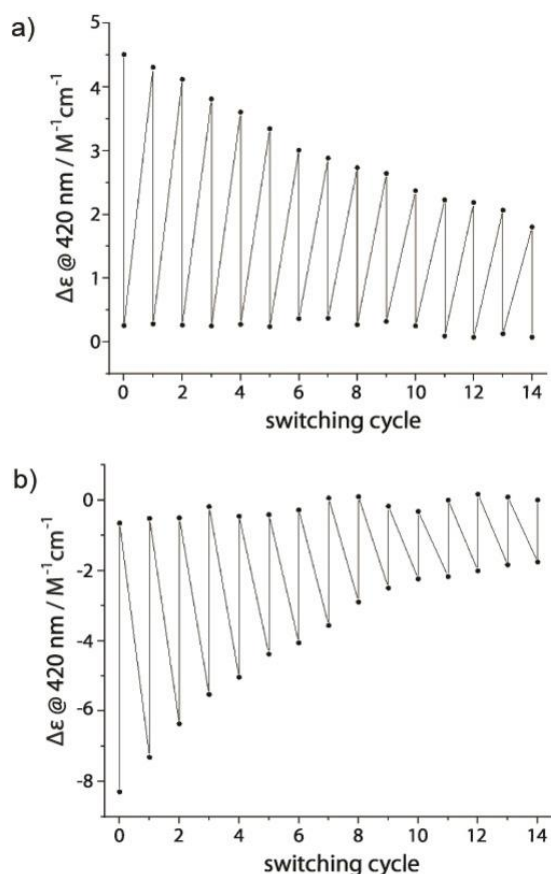 a)
Δε @ 420 nm / M⁻¹cm⁻¹
5
4
3
2
1
0
0 2 4 6 8 10 12 14
switching cycle
b)
Δε @ 420 nm / M⁻¹cm⁻¹
0
-2
-4
-6
-8
0 2 4 6 8 10 12 14
switching cycle